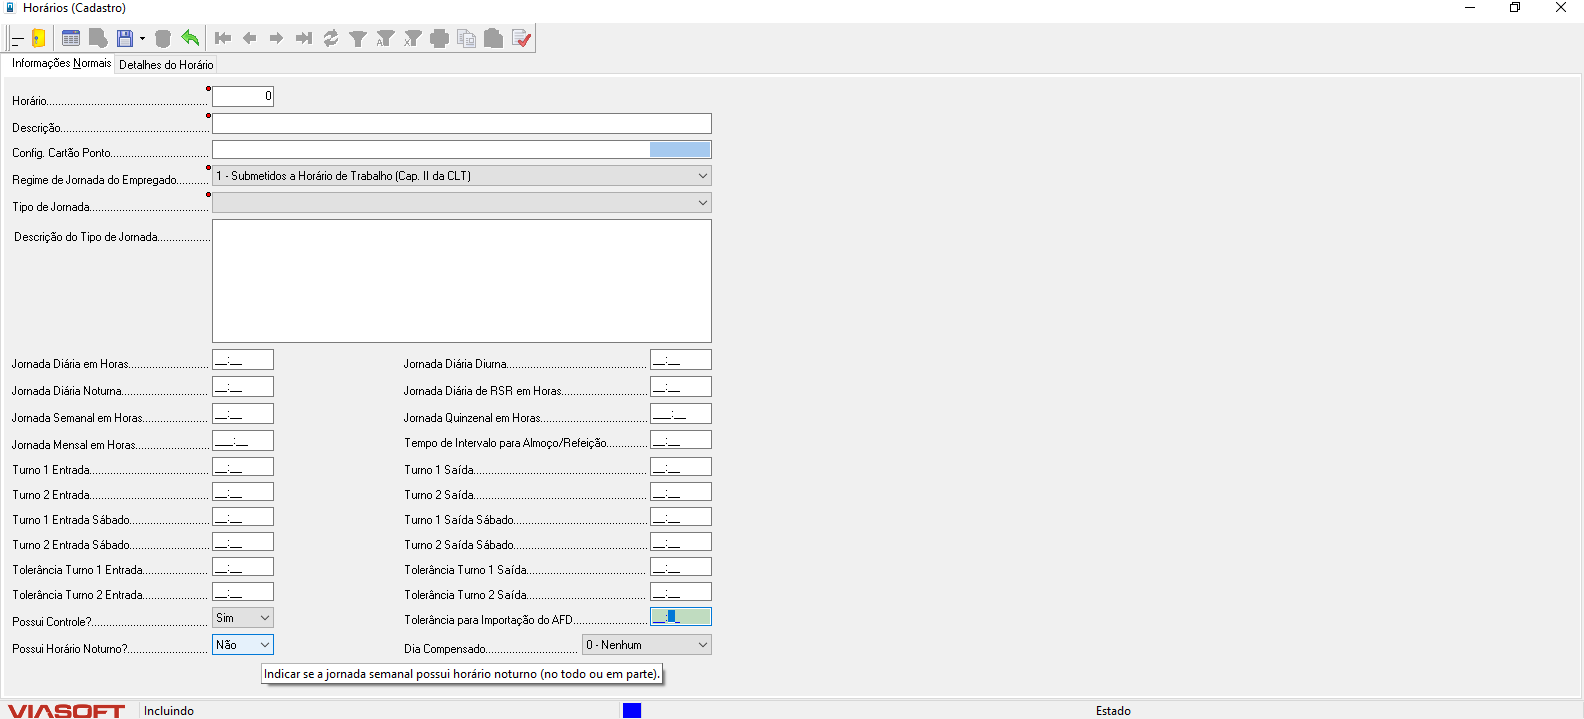 Horários (Cadastro)
Informações Normais
Detalhes do Horário
Horário
0
Descrição
Config. Cartão Ponto
Regime de Jornada do Empregado
1 - Submetidos a Horário de Trabalho (Cap. II da CLT)
Tipo de Jornada
Descrição do Tipo de Jornada
Jornada Diária em Horas __:__ Jornada Diária Diurna __:__
Jornada Diária Noturna __:__ Jornada Diária de RSR em Horas __:__
Jornada Semanal em Horas __:__ Jornada Quinzenal em Horas ___:__
Jornada Mensal em Horas ___:__ Tempo de Intervalo para Almoço/Refeição __:__
Turno 1 Entrada __:__ Turno 1 Saída __:__
Turno 2 Entrada __:__ Turno 2 Saída __:__
Turno 1 Entrada Sábado __:__ Turno 1 Saída Sábado __:__
Turno 2 Entrada Sábado __:__ Turno 2 Saída Sábado __:__
Tolerância Turno 1 Entrada __:__ Tolerância Turno 1 Saída __:__
Tolerância Turno 2 Entrada __:__ Tolerância Turno 2 Saída __:__
Possui Controle? Sim Tolerância para Importação do AFD __:__
Possui Horário Noturno? Não Dia Compensado 0 - Nenhum
Indicar se a jornada semanal possui horário noturno (no todo ou em parte).
VIASOFT Incluindo Estado